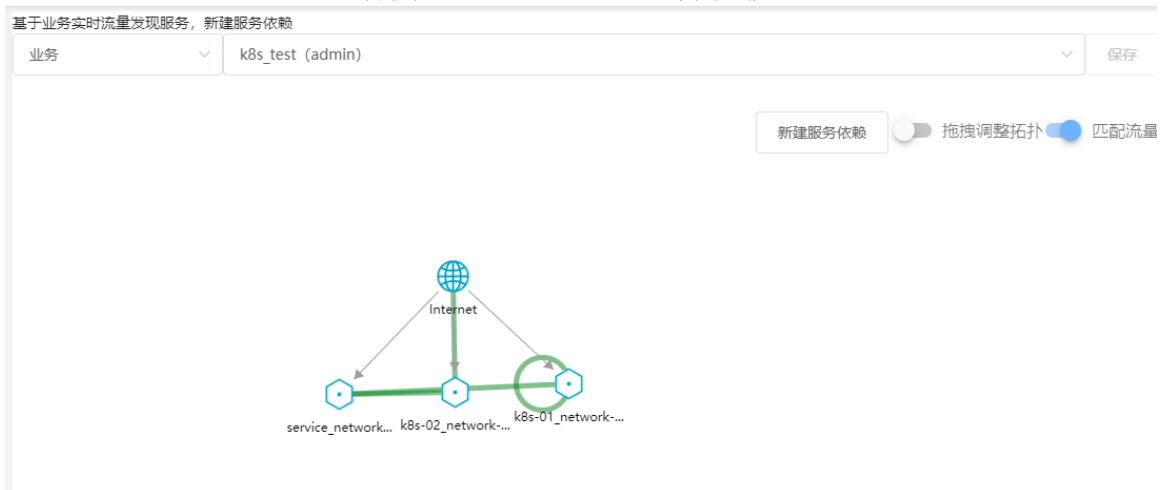 基于业务实时流量发现服务，新建服务依赖
业务
k8s_test (admin)
保存
新建服务依赖
拖拽调整拓扑
匹配流量
Internet
service_network...
k8s-02_network-...
k8s-01_network-...